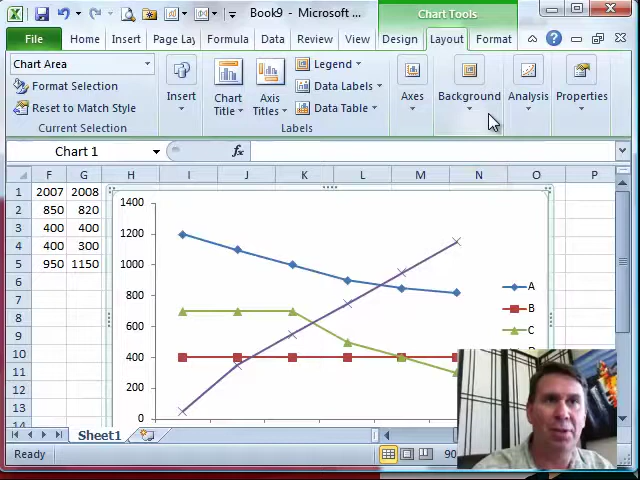 Book9 - Microsoft ...
Chart Tools
File Home Insert Page Lay Formula Data Review View Design Layout Format
Chart Area
Format Selection
Reset to Match Style
Current Selection
Insert
Chart Title
Axis Titles
Legend
Data Labels
Data Table
Labels
Axes
Background
Analysis
Properties
Chart 1 fx
F G H I J K L M N O P
1 2007 2008
2 850 820
3 400 400
4 400 300
5 950 1150
6
7
8
9
10
11
12
13
14
1400
1200
1000
800
600
400
200
0
A
B
C
Sheet1
Ready 90